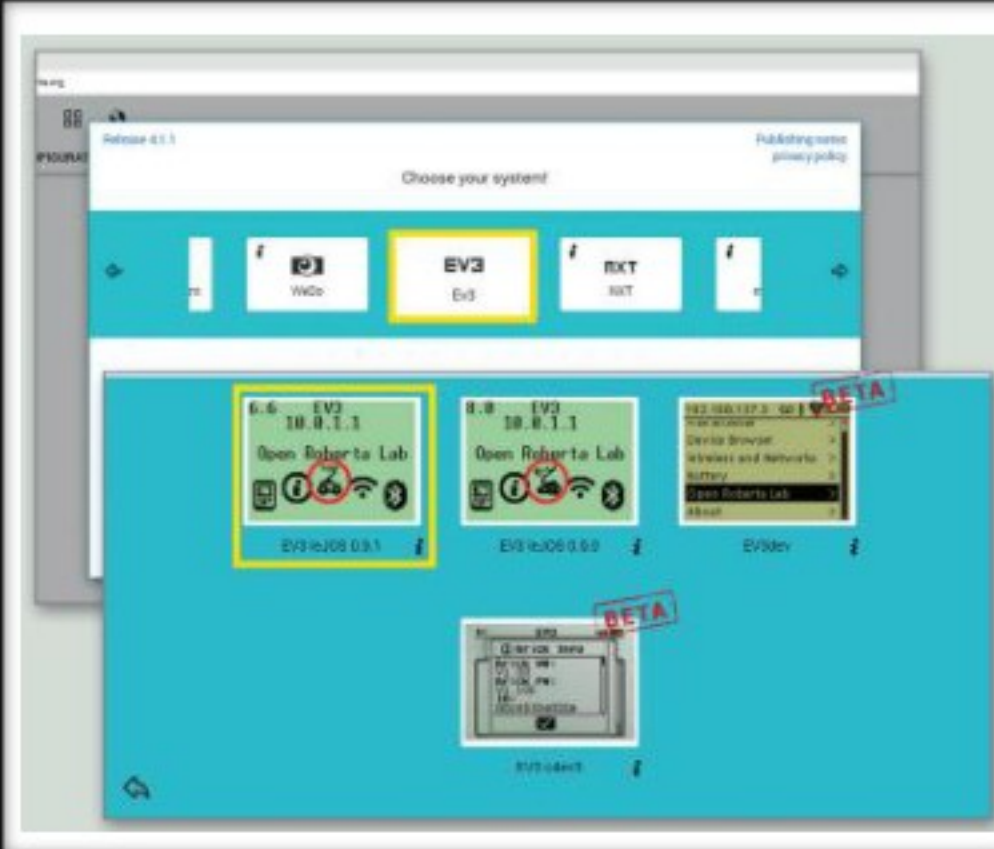 Release 4.1.1
Publishing notes
privacy policy
Choose your system!
WeDo
EV3
Ev3
NXT
NXT
BETA
6.6 EV3
10.0.1.1
Open Roberta Lab
8.0 EV3
10.0.1.1
Open Roberta Lab
Device Browser
Wireless and Networks
Battery
Open Roberta Lab
About
EV3 leJOS 0.9.1
EV3 leJOS 0.9.0
EV3dev
BETA
EV3 c4ev3